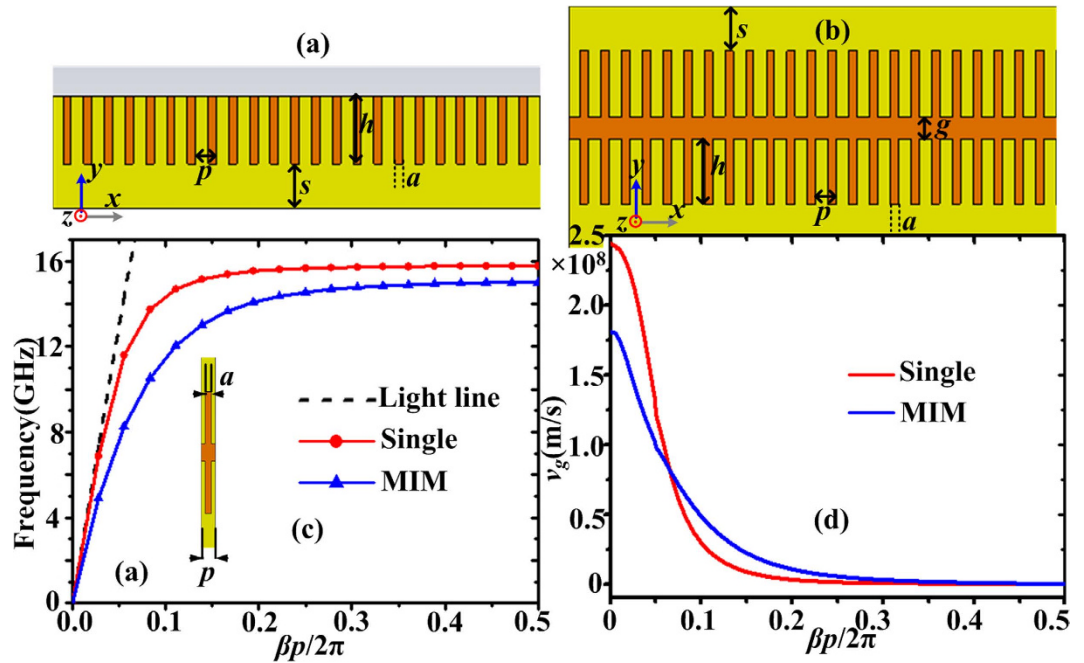 (a)
h
p
s
a
y
x
z
(b)
s
g
h
p
a
y
x
z
Frequency(GHz)
16
12
8
4
0
0.0 0.1 0.2 0.3 0.4 0.5
βp/2π
a
p
Light line
Single
MIM
(c)
(a)
v_g(m/s)
2.5
×10⁸
2.0
1.5
1.0
0.5
0
0.0 0.1 0.2 0.3 0.4 0.5
βp/2π
Single
MIM
(d)